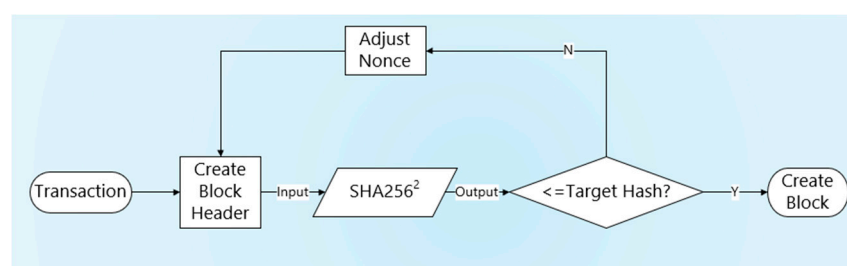 Adjust
Nonce
N
Transaction
Create
Block
Header
Input
SHA256²
Output
<=Target Hash?
Y
Create
Block